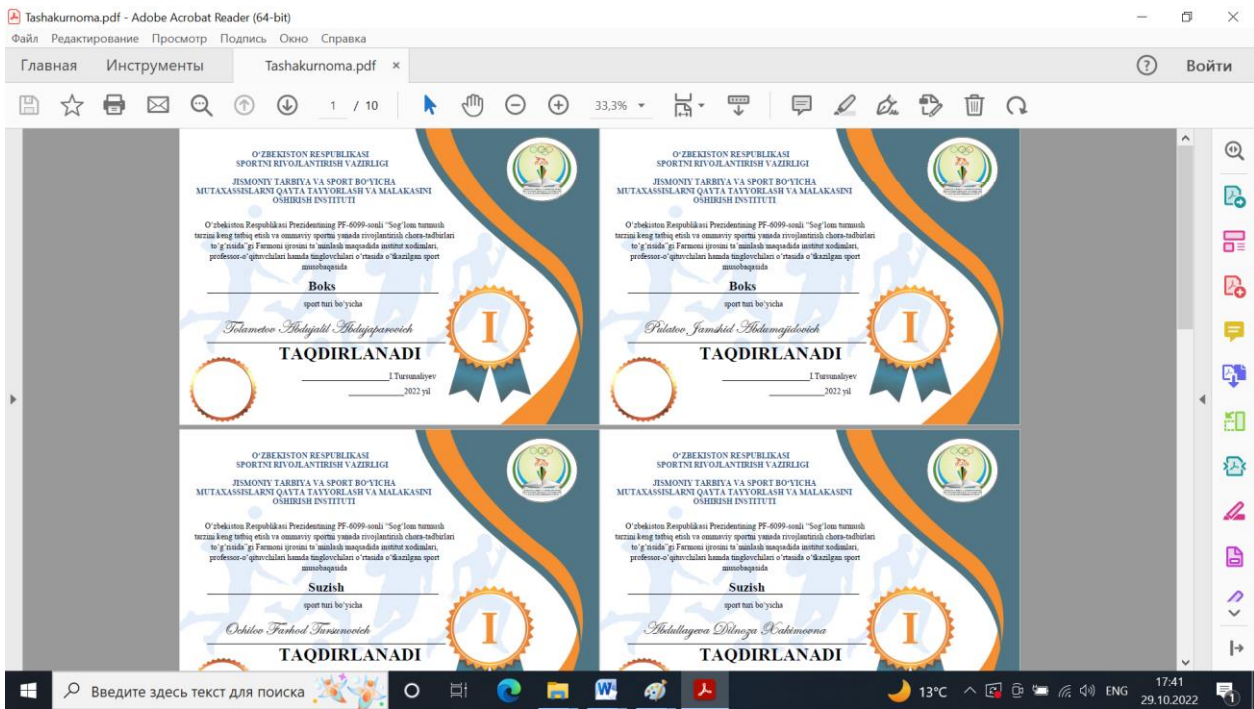 Tashakurnoma.pdf - Adobe Acrobat Reader (64-bit)
Файл Редактирование Просмотр Подпись Окно Справка
Главная Инструменты Tashakurnoma.pdf × Войти
1 / 10 33,3%
O‘ZBEKISTON RESPUBLIKASI
SPORTNI RIVOJLANTIRISH VAZIRLIGI
JISMONIY TARBIYA VA SPORT BO‘YICHA
MUTAXASSISLARNI QAYTA TAYYORLASH VA MALAKASINI
OSHIRISH INSTITUTI
O‘zbekiston Respublikasi Prezidentining PF-6099-sonli “Sog‘lom turmush
tarzini keng tatbiq etish va ommaviy sportni yanada rivojlantirish chora-tadbirlari
to‘g‘risida”gi Farmoni ijrosini ta’minlash maqsadida institut xodimlari,
professor-o‘qituvchilari hamda tinglovchilari o‘rtasida o‘tkazilgan sport
musobaqasida
Boks
sport turi bo‘yicha
Tolametov Abdujalil Abdujaparovich
TAQDIRLANADI
I.Tursunaliyev
2022 yil
I
O‘ZBEKISTON RESPUBLIKASI
SPORTNI RIVOJLANTIRISH VAZIRLIGI
JISMONIY TARBIYA VA SPORT BO‘YICHA
MUTAXASSISLARNI QAYTA TAYYORLASH VA MALAKASINI
OSHIRISH INSTITUTI
O‘zbekiston Respublikasi Prezidentining PF-6099-sonli “Sog‘lom turmush
tarzini keng tatbiq etish va ommaviy sportni yanada rivojlantirish chora-tadbirlari
to‘g‘risida”gi Farmoni ijrosini ta’minlash maqsadida institut xodimlari,
professor-o‘qituvchilari hamda tinglovchilari o‘rtasida o‘tkazilgan sport
musobaqasida
Boks
sport turi bo‘yicha
Pulatov Jamshid Abdumajidovich
TAQDIRLANADI
I.Tursunaliyev
2022 yil
I
O‘ZBEKISTON RESPUBLIKASI
SPORTNI RIVOJLANTIRISH VAZIRLIGI
JISMONIY TARBIYA VA SPORT BO‘YICHA
MUTAXASSISLARNI QAYTA TAYYORLASH VA MALAKASINI
OSHIRISH INSTITUTI
O‘zbekiston Respublikasi Prezidentining PF-6099-sonli “Sog‘lom turmush
tarzini keng tatbiq etish va ommaviy sportni yanada rivojlantirish chora-tadbirlari
to‘g‘risida”gi Farmoni ijrosini ta’minlash maqsadida institut xodimlari,
professor-o‘qituvchilari hamda tinglovchilari o‘rtasida o‘tkazilgan sport
musobaqasida
Suzish
sport turi bo‘yicha
Ochilov Farhod Tursunovich
TAQDIRLANADI
I
O‘ZBEKISTON RESPUBLIKASI
SPORTNI RIVOJLANTIRISH VAZIRLIGI
JISMONIY TARBIYA VA SPORT BO‘YICHA
MUTAXASSISLARNI QAYTA TAYYORLASH VA MALAKASINI
OSHIRISH INSTITUTI
O‘zbekiston Respublikasi Prezidentining PF-6099-sonli “Sog‘lom turmush
tarzini keng tatbiq etish va ommaviy sportni yanada rivojlantirish chora-tadbirlari
to‘g‘risida”gi Farmoni ijrosini ta’minlash maqsadida institut xodimlari,
professor-o‘qituvchilari hamda tinglovchilari o‘rtasida o‘tkazilgan sport
musobaqasida
Suzish
sport turi bo‘yicha
Abdullayeva Dilnoza Xakimovna
TAQDIRLANADI
I
Введите здесь текст для поиска
13°C ENG 17:41
29.10.2022